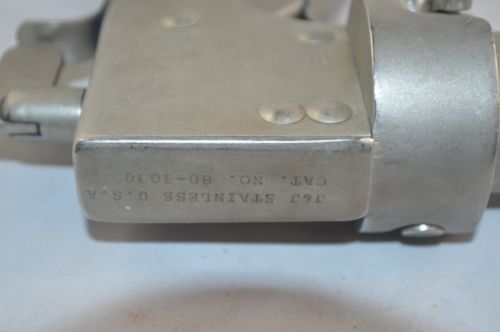 J&J STAINLESS U.S.A
CAT. NO. 80-3030